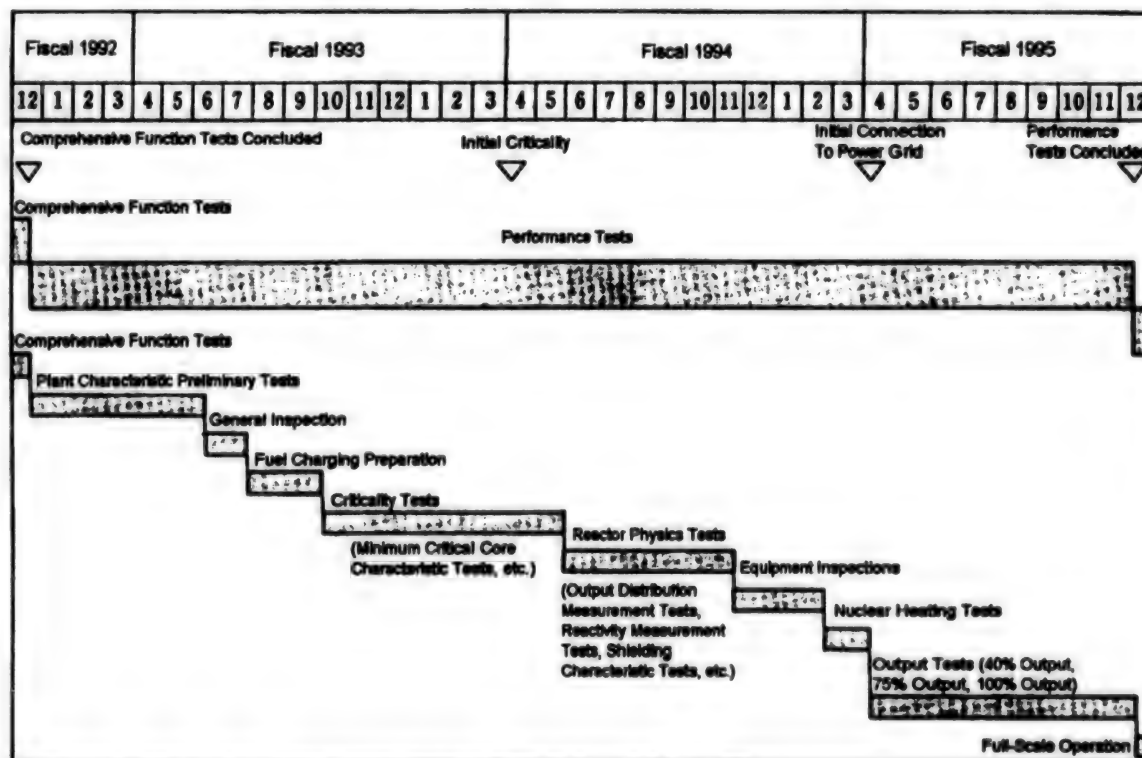 Fiscal 1992 Fiscal 1993 Fiscal 1994 Fiscal 1995
12 1 2 3 4 5 6 7 8 9 10 11 12 1 2 3 4 5 6 7 8 9 10 11 12 1 2 3 4 5 6 7 8 9 10 11 12
Comprehensive Function Tests Concluded
Initial Criticality
Initial Connection
To Power Grid
Performance
Tests Concluded
Comprehensive Function Tests
Performance Tests
Comprehensive Function Tests
Plant Characteristic Preliminary Tests
General Inspection
Fuel Charging Preparation
Criticality Tests
(Minimum Critical Core
Characteristic Tests, etc.)
Reactor Physics Tests
(Output Distribution
Measurement Tests,
Reactivity Measurement
Tests, Shielding
Characteristic Tests, etc.)
Equipment Inspections
Nuclear Heating Tests
Output Tests (40% Output,
75% Output, 100% Output)
Full-Scale Operation